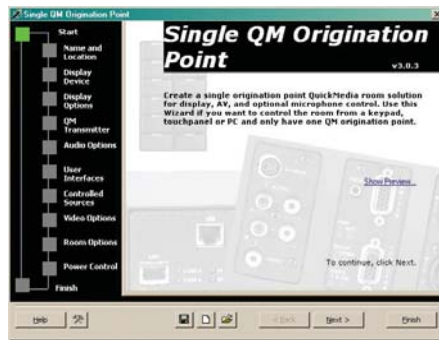 Single QM Origination Point
Start
Name and
Location
Display
Device
Display
Options
QM
Transmitter
Audio Options
User
Interfaces
Controlled
Sources
Video Options
Room Options
Power Control
Finish
Single QM Origination
Point
v3.0.3
Create a single origination point QuickMedia room solution
for display, AV, and optional microphone control. Use this
Wizard if you want to control the room from a keypad,
touchpanel or PC and only have one QM origination point.
Show Preview...
To continue, click Next.
Help
< Back
Next >
Finish